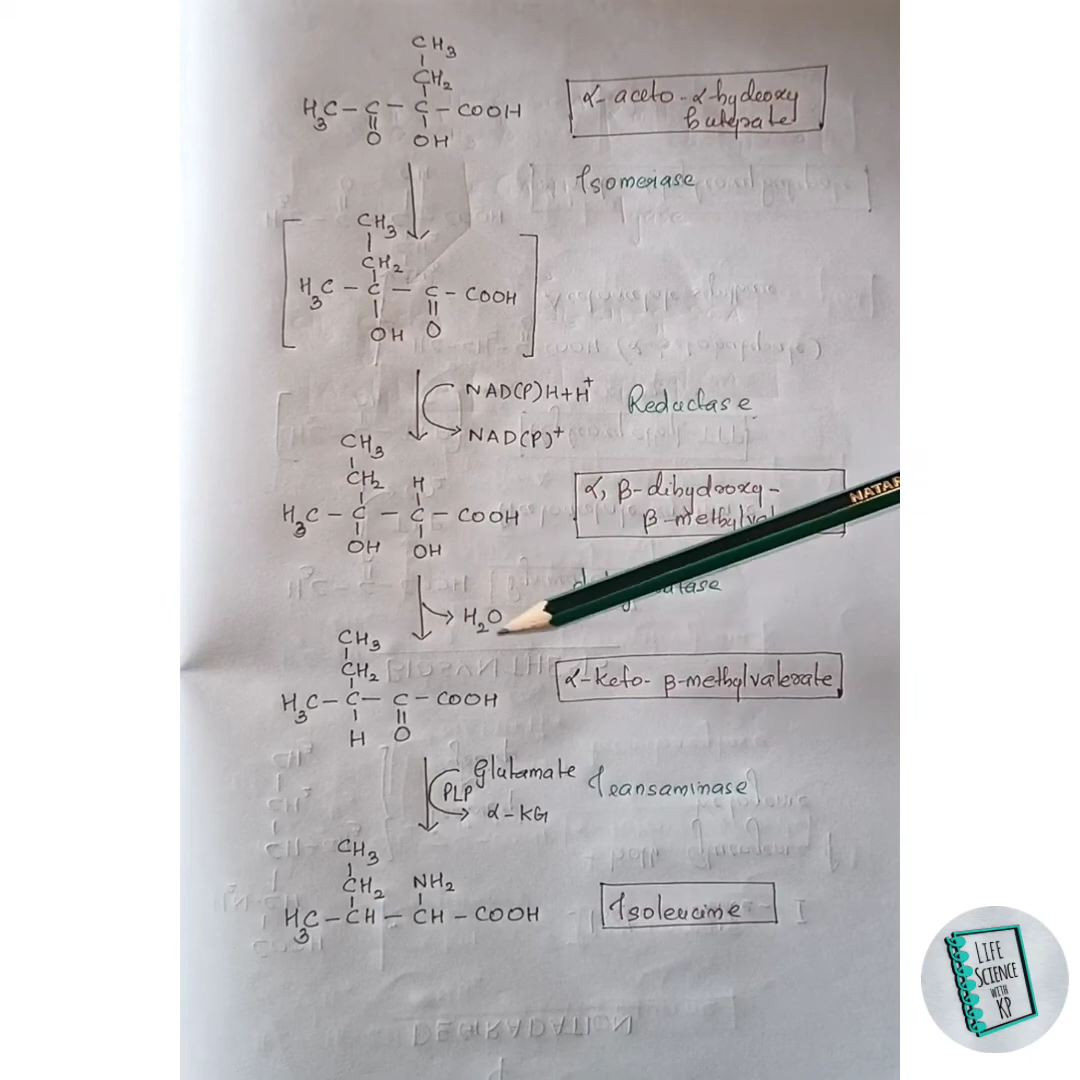 CH3
CH2
H3C - C - C - COOH
O OH
α-aceto-α-hydroxy
butyrate
Isomerase
CH3
CH2
H3C - C - C - COOH
OH O
NAD(P)H+H+
Reductase
NAD(P)+
CH3
CH2 H
H3C - C - C - COOH
OH OH
α, β-dihydroxy-
β-methylval
NATAR
H2O
CH3
CH2
H3C - C - C - COOH
H O
α-Keto-β-methylvalerate
Glutamate
PLP
Transaminase
α-KG
CH3
CH2 NH2
H3C - CH - CH - COOH
Isoleucine
LIFE
SCIENCE
WITH
KP